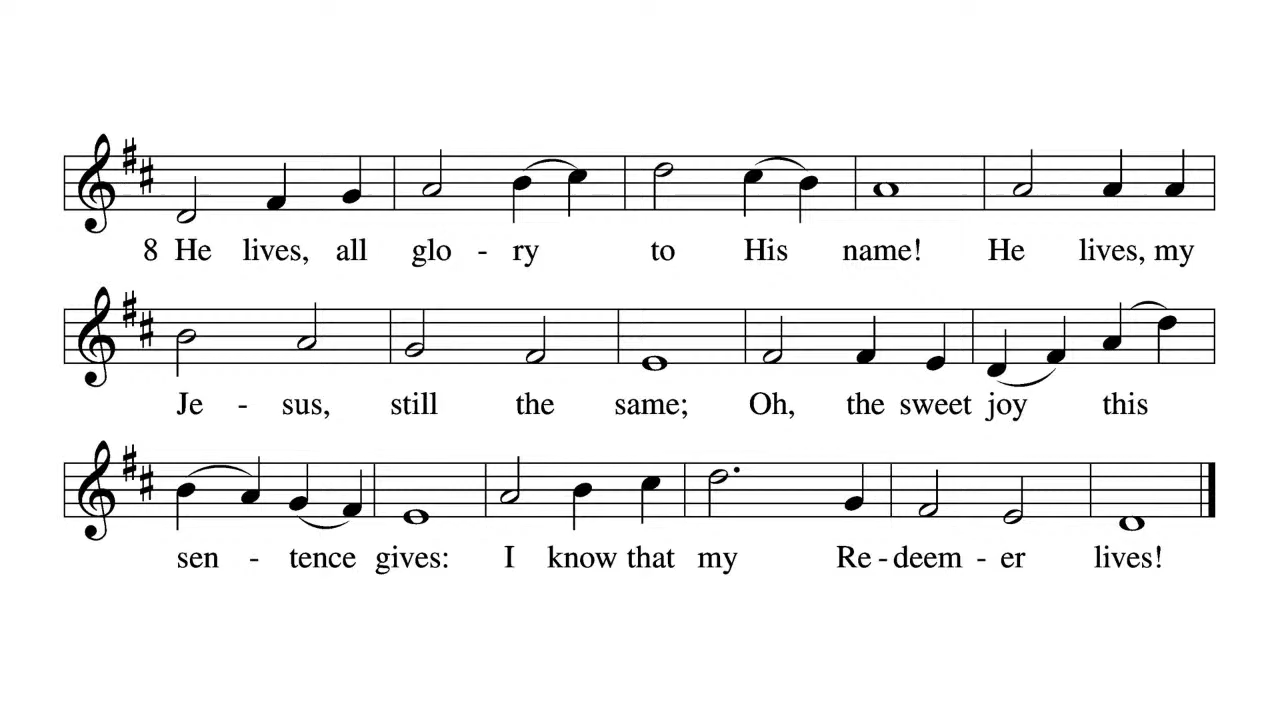 8 He lives, all glo - ry to His name! He lives, my
Je - sus, still the same; Oh, the sweet joy this
sen - tence gives: I know that my Re - deem - er lives!